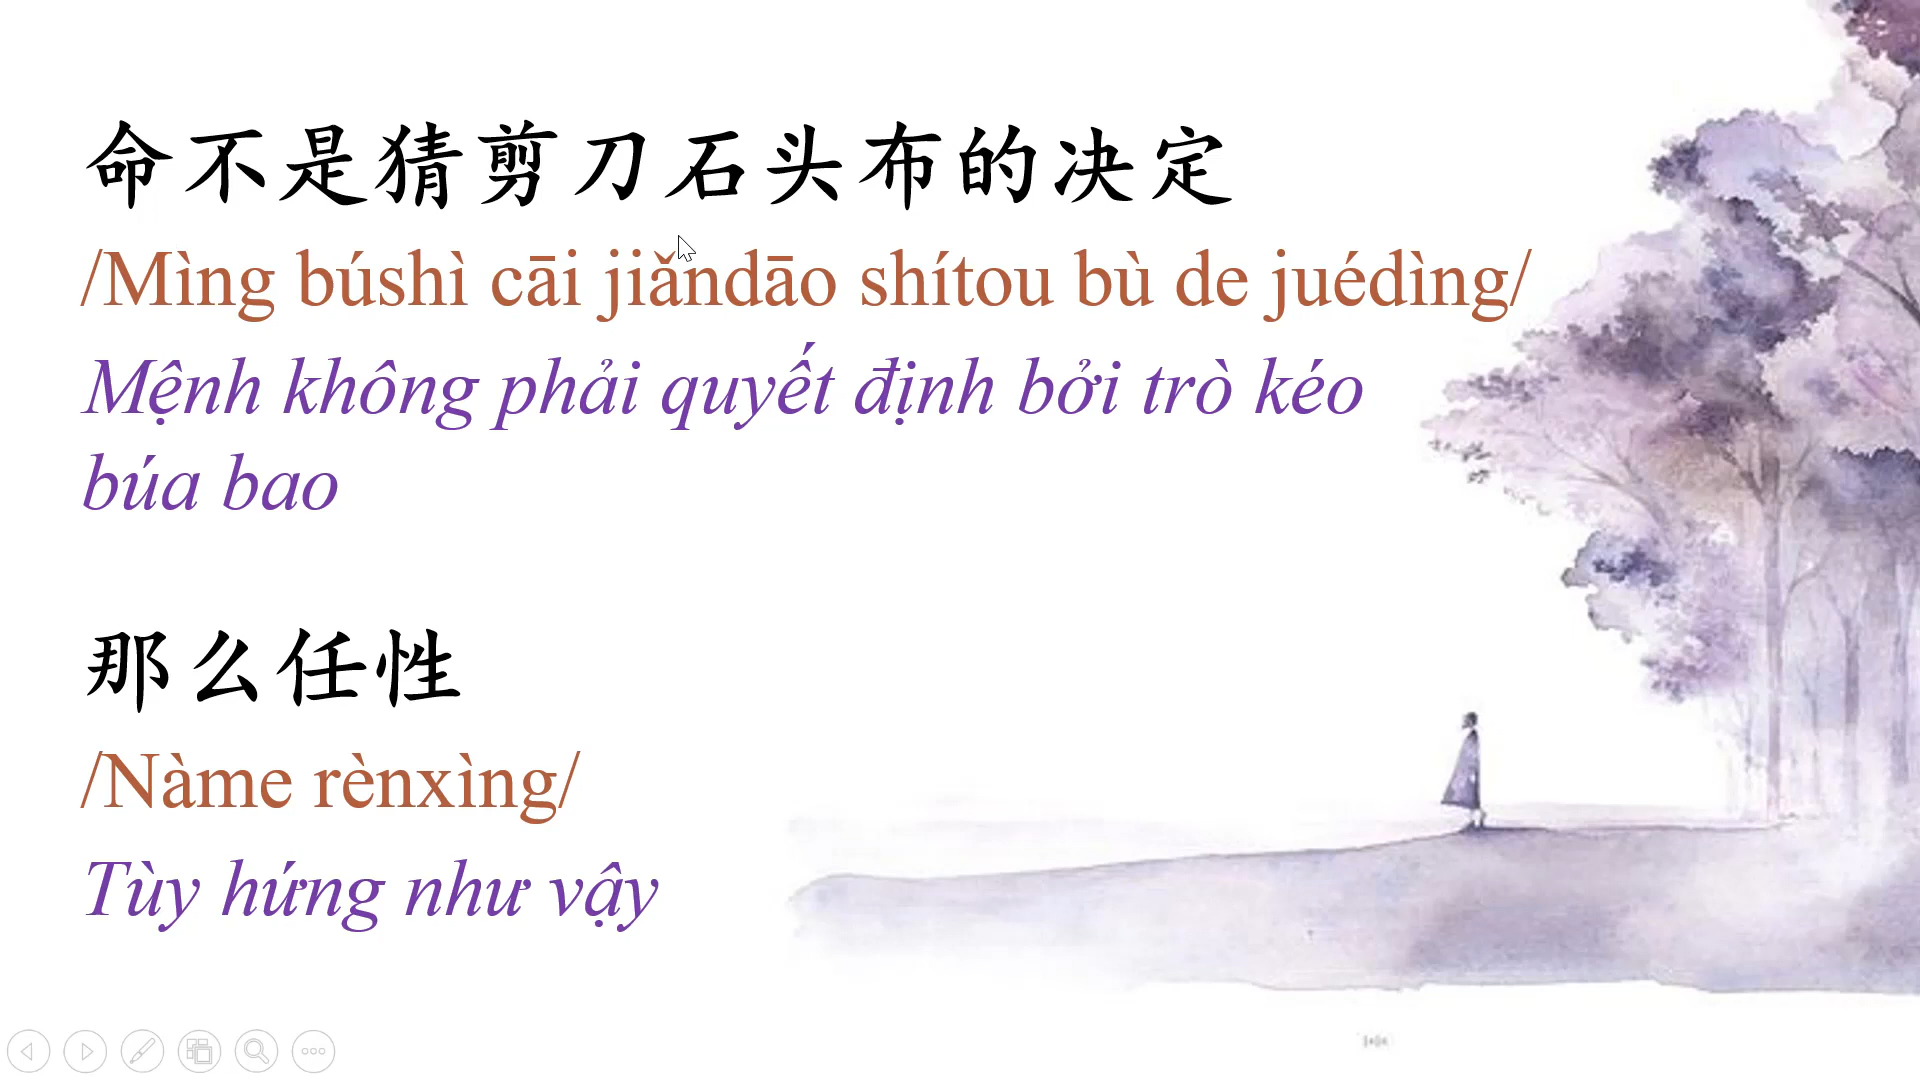 命不是猜剪刀石头布的决定
/Mìng búshì cāi jiǎndāo shítou bù de juédìng/
Mệnh không phải quyết định bởi trò kéo
búa bao
那么任性
/Nàme rènxìng/
Tùy hứng như vậy